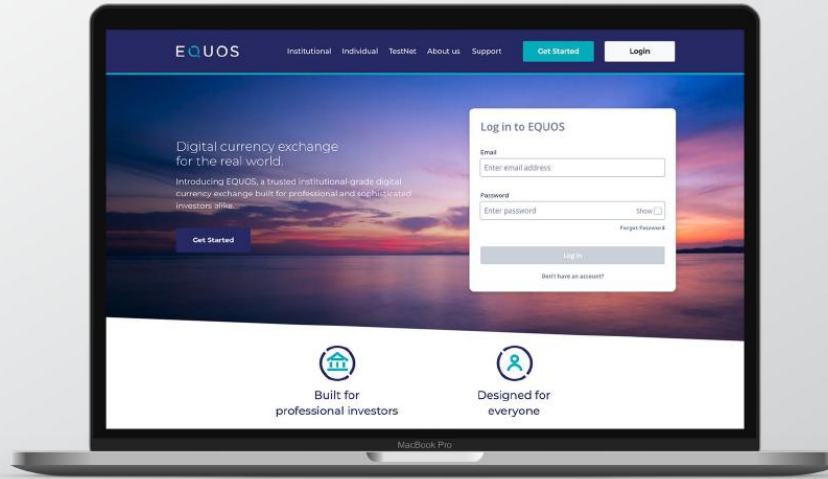 EQUOS
Institutional Individual TestNet About us Support Get Started Login
Digital currency exchange
for the real world.
Introducing EQUOS, a trusted institutional-grade digital
currency exchange built for professional and sophisticated
investors alike.
Get Started
Log in to EQUOS
Email
Enter email address
Password
Enter password Show
Forgot Password
Log in
Don't have an account?
Built for
professional investors
Designed for
everyone
MacBook Pro